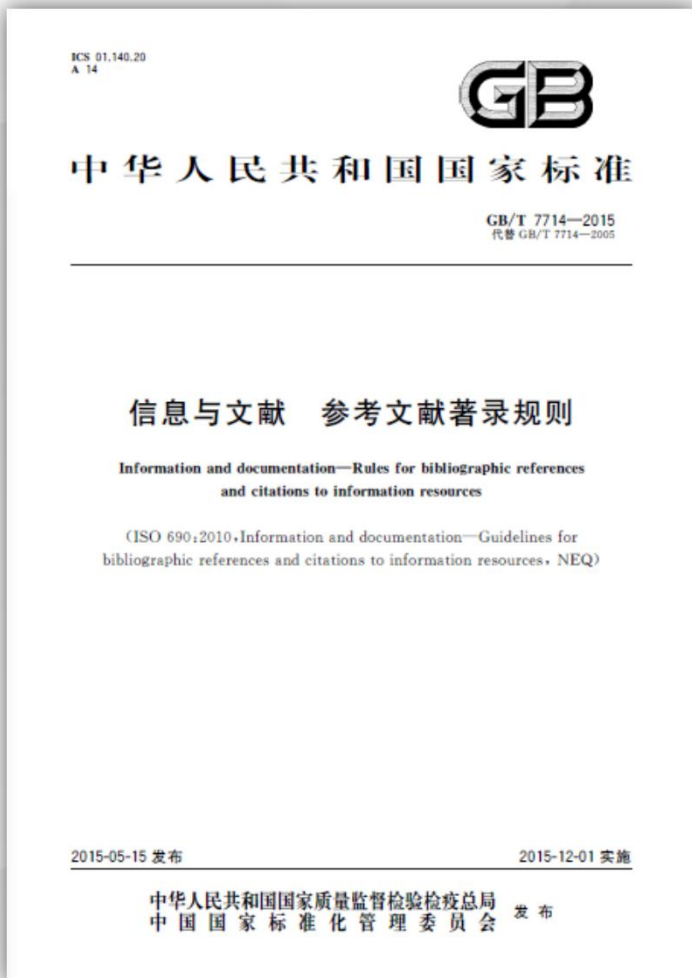 ICS 01.140.20
A 14
GB
中华人民共和国国家标准
GB/T 7714—2015
代替 GB/T 7714—2005
信息与文献 参考文献著录规则
Information and documentation—Rules for bibliographic references
and citations to information resources
(ISO 690:2010,Information and documentation—Guidelines for
bibliographic references and citations to information resources, NEQ)
2015-05-15 发布
2015-12-01 实施
中华人民共和国国家质量监督检验检疫总局
中国国家标准化管理委员会
发布